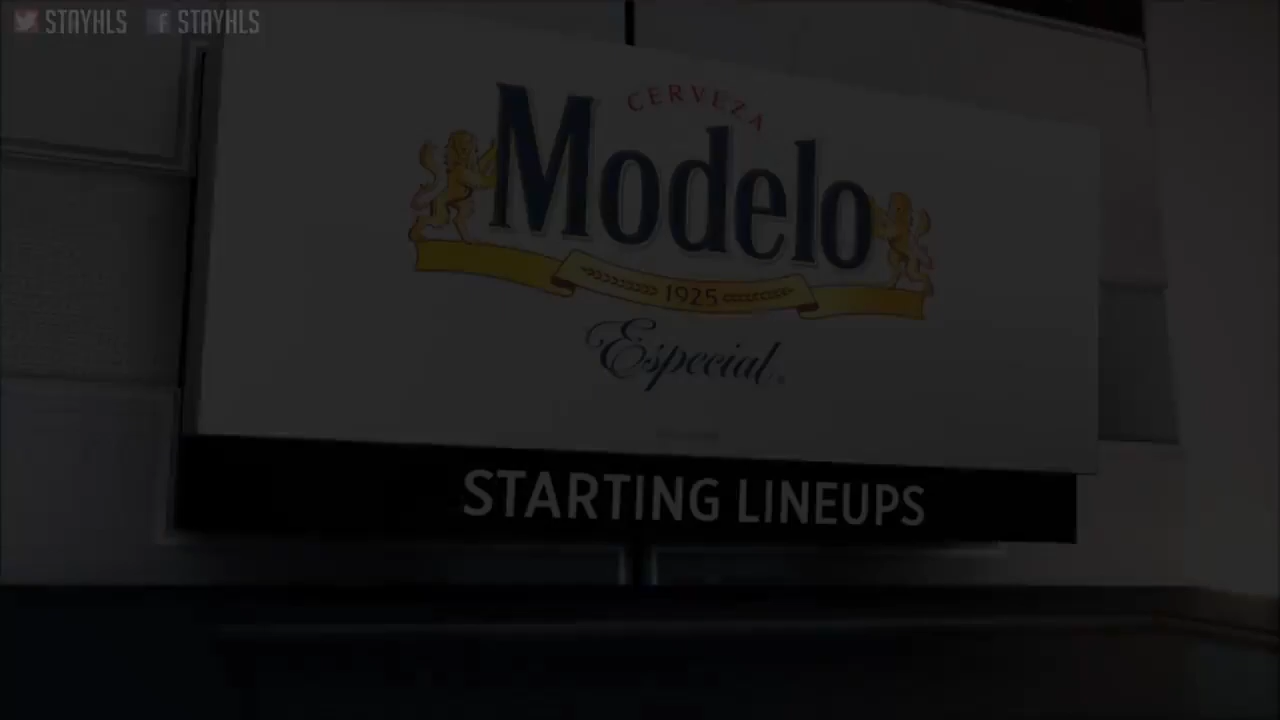 STAYHLS STAYHLS
CERVEZA
Modelo
1925
Especial
STARTING LINEUPS